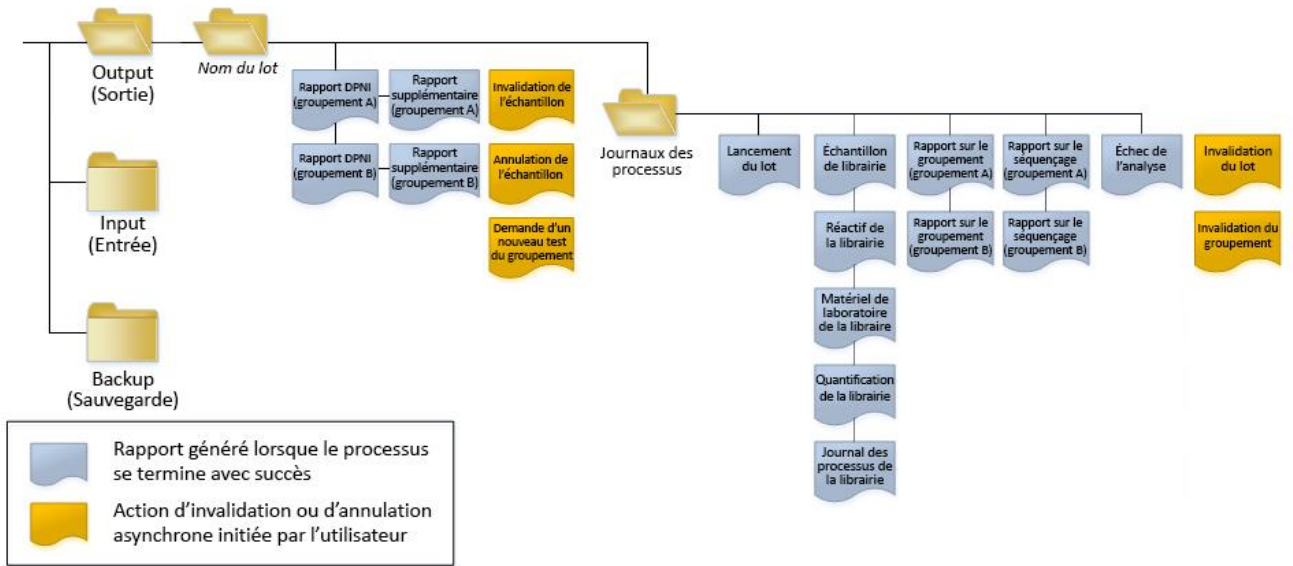 Output
(Sortie)
Nom du lot
Rapport DPNI
(groupement A)
Rapport
supplémentaire
(groupement A)
Invalidation de
l'échantillon
Rapport DPNI
(groupement B)
Rapport
supplémentaire
(groupement B)
Annulation de
l'échantillon
Demande d'un
nouveau test
du groupement
Journaux des
processus
Lancement
du lot
Échantillon
de librairie
Rapport sur le
groupement
(groupement A)
Rapport sur le
séquençage
(groupement A)
Échec de
l'analyse
Invalidation
du lot
Réactif de
la librairie
Rapport sur le
groupement
(groupement B)
Rapport sur le
séquençage
(groupement B)
Invalidation du
groupement
Matériel de
laboratoire
de la libraire
Quantification
de la librairie
Journal des
processus de
la librairie
Input
(Entrée)
Backup
(Sauvegarde)
Rapport généré lorsque le processus
se termine avec succès
Action d'invalidation ou d'annulation
asynchrone initiée par l'utilisateur